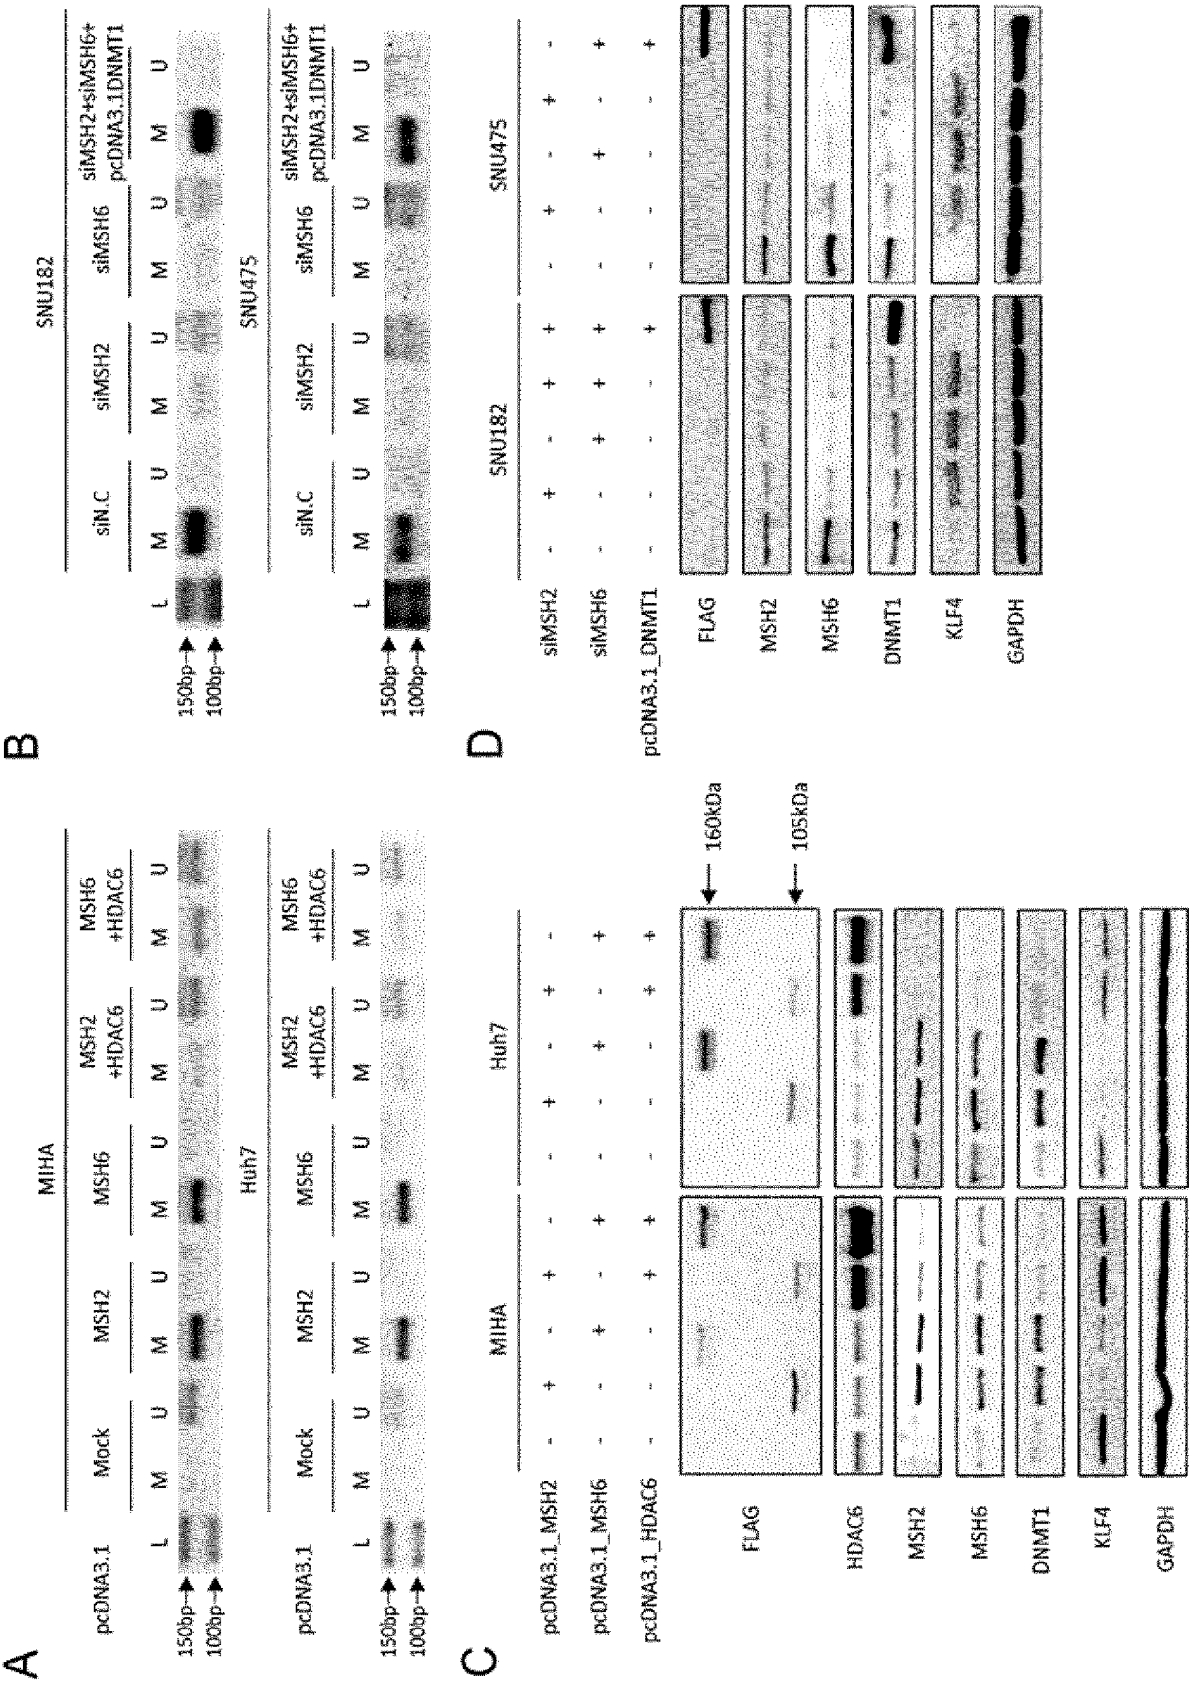 A
MIHA
pcDNA3.1 Mock MSH2 MSH6 MSH2 +HDAC6 MSH6 +HDAC6
L M U M U M U M U M U
150bp
100bp
Huh7
pcDNA3.1 Mock MSH2 MSH6 MSH2 +HDAC6 MSH6 +HDAC6
L M U M U M U M U M U
150bp
100bp
B
SNU182
siN.C siMSH2 siMSH6 siMSH2+siMSH6+
pcDNA3.1DNMT1
L M U M U M U M U
150bp
100bp
SNU475
siN.C siMSH2 siMSH6 siMSH2+siMSH6+
pcDNA3.1DNMT1
L M U M U M U M U
150bp
100bp
C
MIHA Huh7
pcDNA3.1_MSH2 - + - + - - + - + -
pcDNA3.1_MSH6 - - + - + - - + - +
pcDNA3.1_HDAC6 - - - + + - - - + +
FLAG 160kDa
105kDa
HDAC6
MSH2
MSH6
DNMT1
KLF4
GAPDH
D
SNU182 SNU475
siMSH2 - + - + + - + - + -
siMSH6 - - + + + - - + - +
pcDNA3.1_DNMT1 - - - - + - - - - +
FLAG
MSH2
MSH6
DNMT1
KLF4
GAPDH